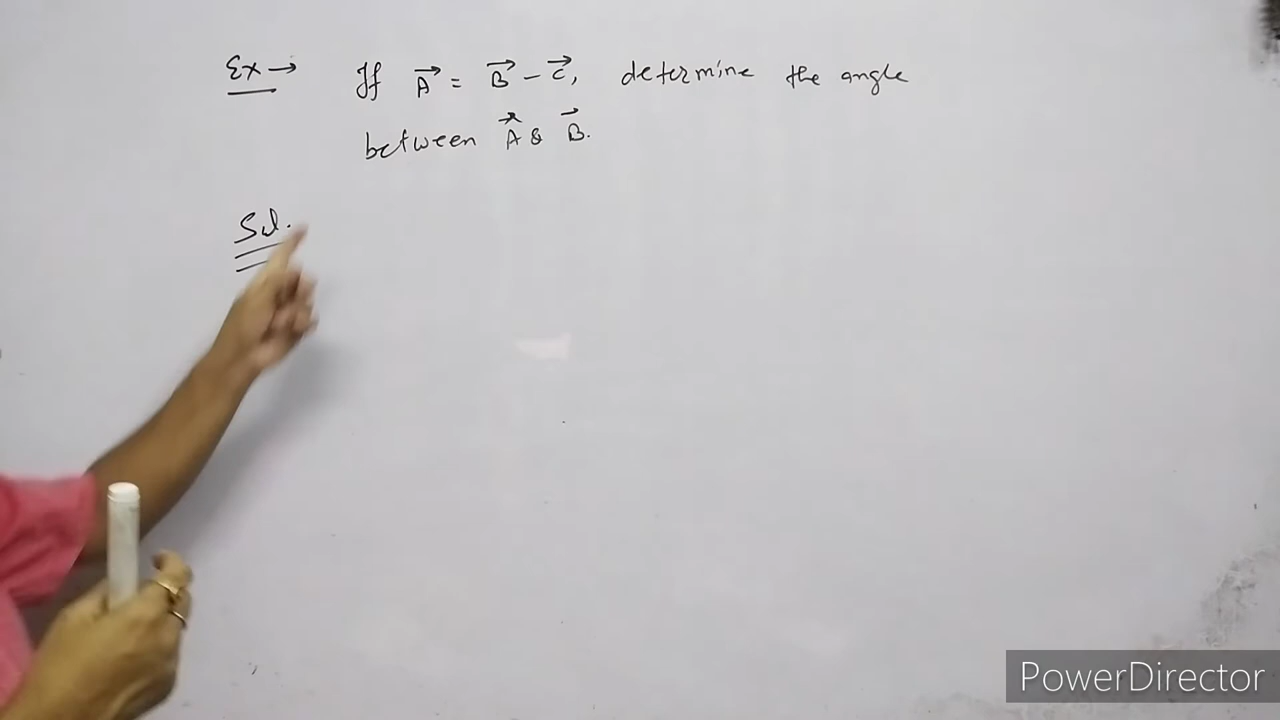 Ex → If A⃗ = B⃗ - C⃗, determine the angle
between A⃗ & B⃗.
Sol.
PowerDirector